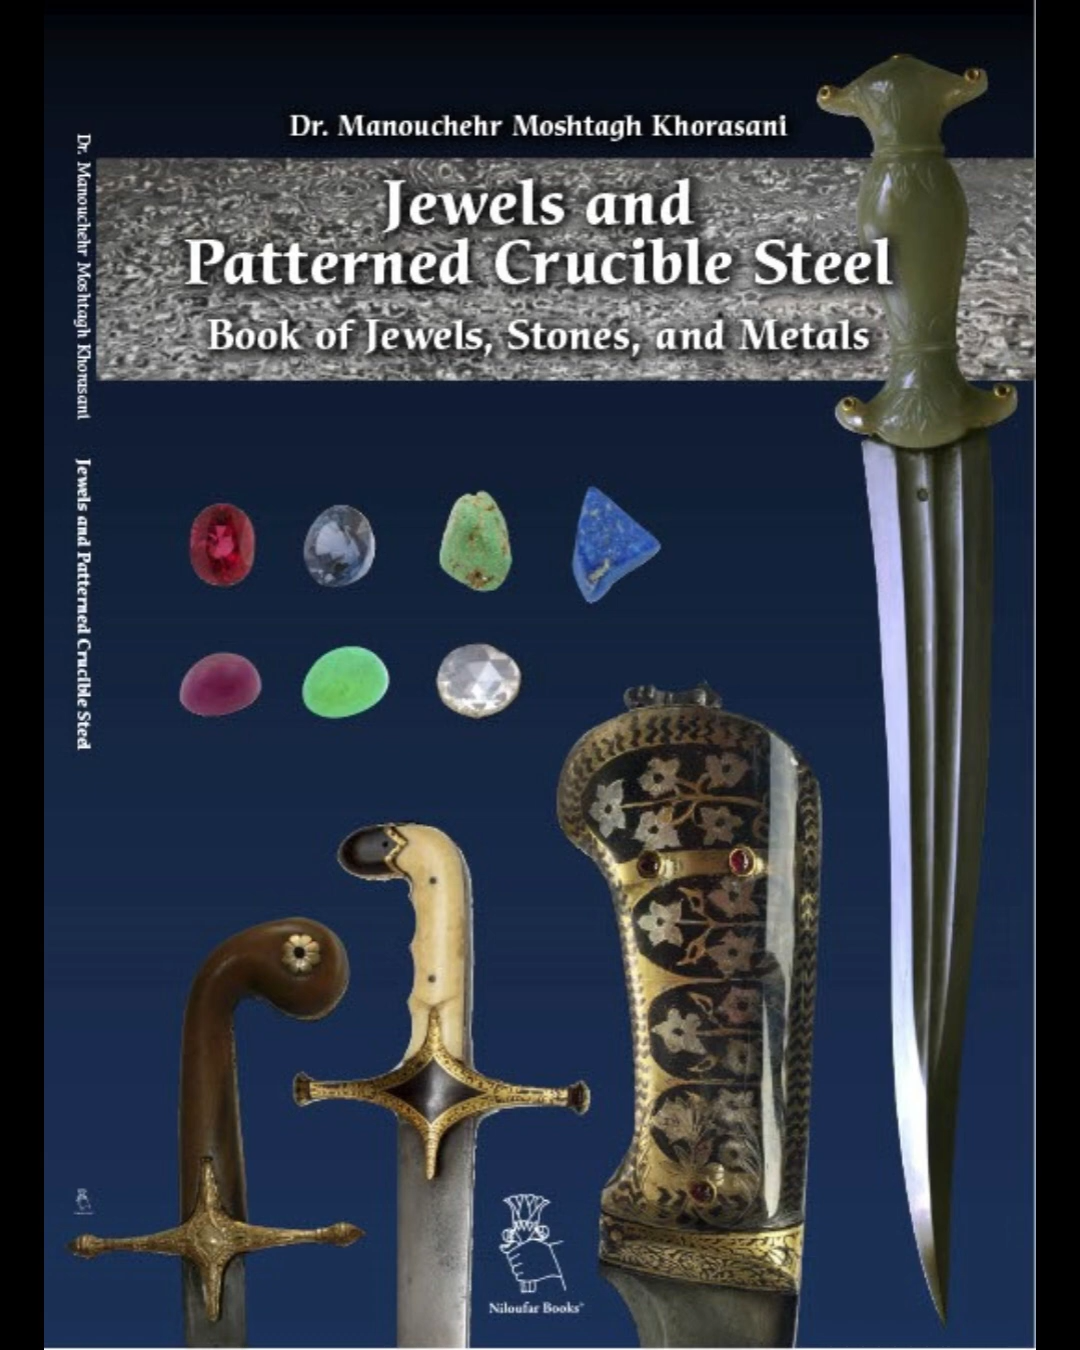 Dr. Manouchehr Moshtagh Khorasani
Jewels and
Patterned Crucible Steel
Book of Jewels, Stones, and Metals
Dr. Manouchehr Moshtagh Khorasani
Jewels and Patterned Crucible Steel
Niloufar Books®